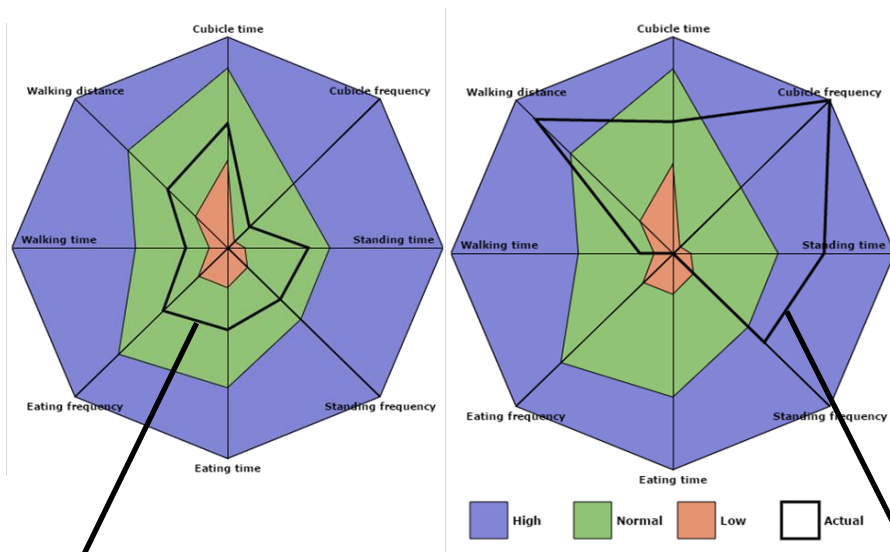 Cubicle time
Walking distance
Cubicle frequency
Walking time
Standing time
Eating frequency
Standing frequency
Eating time
Cubicle time
Walking distance
Cubicle frequency
Walking time
Standing time
Eating frequency
Standing frequency
Eating time
High
Normal
Low
Actual